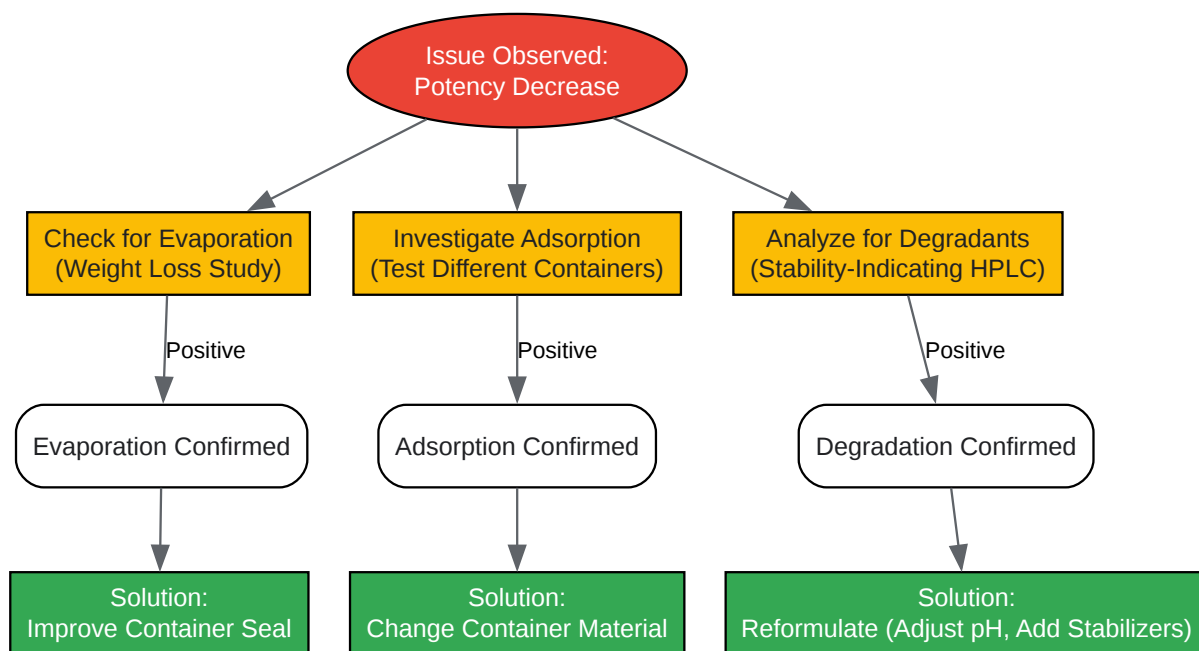 Issue Observed:
Potency Decrease
Check for Evaporation
(Weight Loss Study)
Investigate Adsorption
(Test Different Containers)
Analyze for Degradants
(Stability-Indicating HPLC)
Positive
Positive
Positive
Evaporation Confirmed
Adsorption Confirmed
Degradation Confirmed
Solution:
Improve Container Seal
Solution:
Change Container Material
Solution:
Reformulate (Adjust pH, Add Stabilizers)